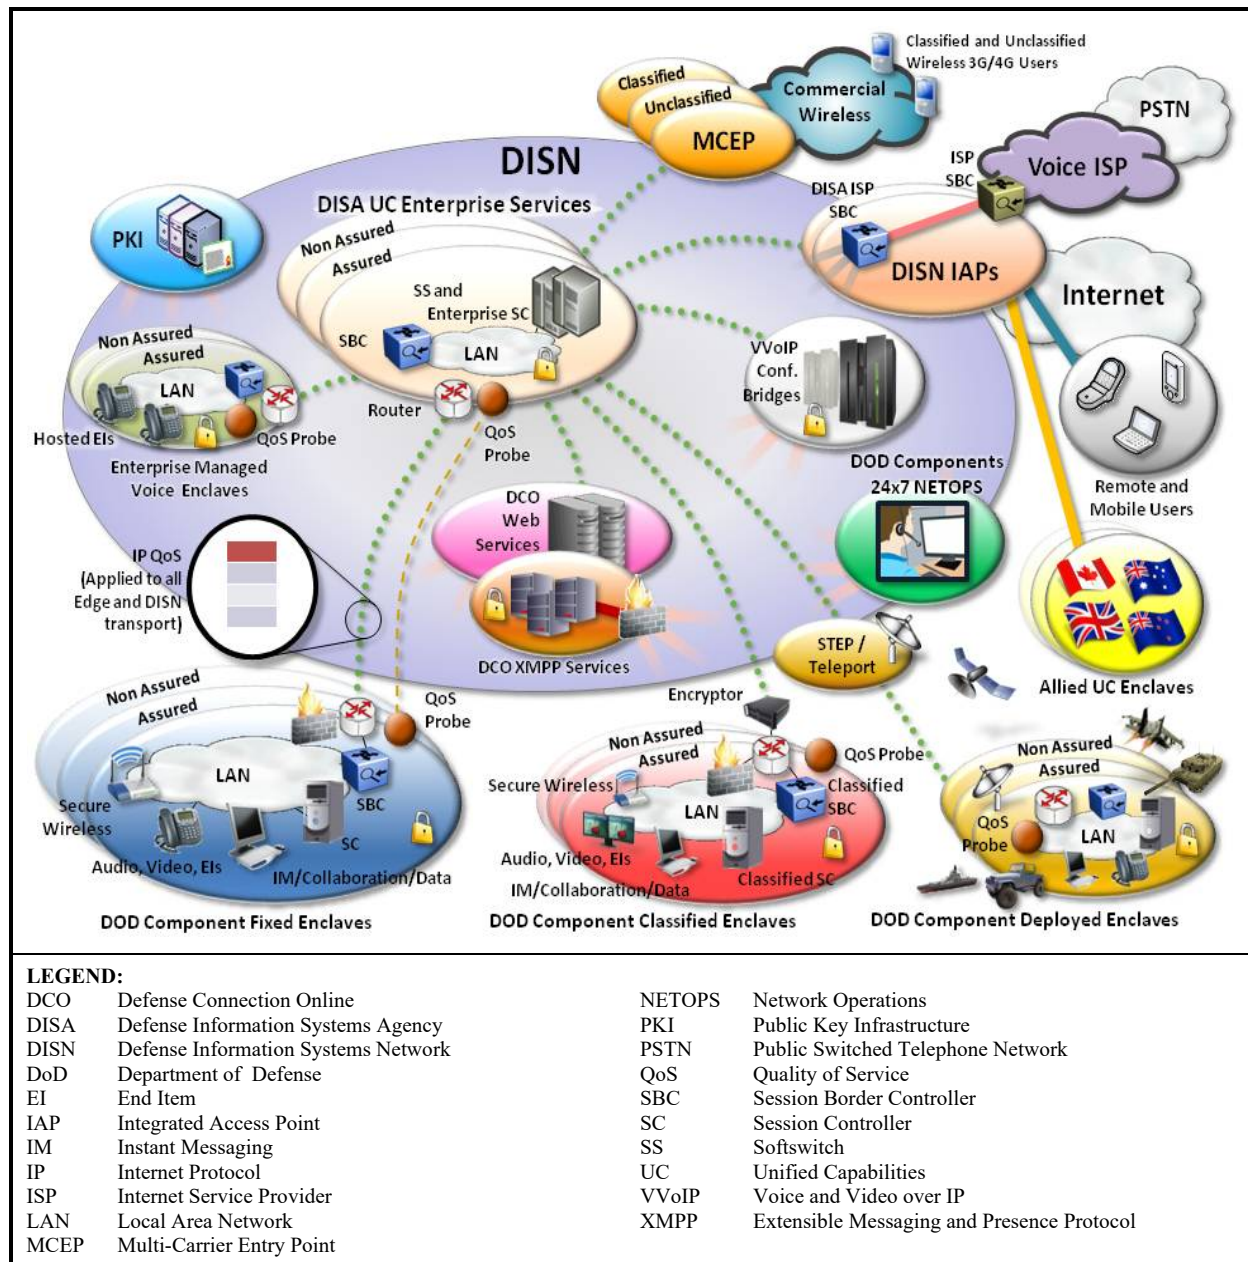 Classified and Unclassified
Wireless 3G/4G Users
Classified
Unclassified
MCEP
Commercial
Wireless
PSTN
Voice ISP
ISP
SBC
DISN
DISA UC Enterprise Services
Non Assured
Assured
SS and
Enterprise SC
SBC
LAN
Router
QoS
Probe
PKI
DISA ISP
SBC
DISN IAPs
Internet
Non Assured
Assured
LAN
Hosted EIs
QoS Probe
Enterprise Managed
Voice Enclaves
VVoIP
Conf.
Bridges
DOD Components
24x7 NETOPS
Remote and
Mobile Users
IP QoS
(Applied to all
Edge and DISN
transport)
DCO
Web
Services
DCO XMPP Services
STEP /
Teleport
Allied UC Enclaves
Non Assured
Assured
QoS
Probe
LAN
SBC
Secure
Wireless
SC
Audio, Video, EIs
IM/Collaboration/Data
DOD Component Fixed Enclaves
Encryptor
Non Assured
Assured
QoS Probe
Secure Wireless
LAN
Classified
SBC
Audio, Video, EIs
IM/Collaboration/Data
Classified SC
DOD Component Classified Enclaves
Non Assured
Assured
QoS
Probe
LAN
DOD Component Deployed Enclaves
LEGEND:
DCO Defense Connection Online
DISA Defense Information Systems Agency
DISN Defense Information Systems Network
DoD Department of Defense
EI End Item
IAP Integrated Access Point
IM Instant Messaging
IP Internet Protocol
ISP Internet Service Provider
LAN Local Area Network
MCEP Multi-Carrier Entry Point
NETOPS Network Operations
PKI Public Key Infrastructure
PSTN Public Switched Telephone Network
QoS Quality of Service
SBC Session Border Controller
SC Session Controller
SS Softswitch
UC Unified Capabilities
VVoIP Voice and Video over IP
XMPP Extensible Messaging and Presence Protocol